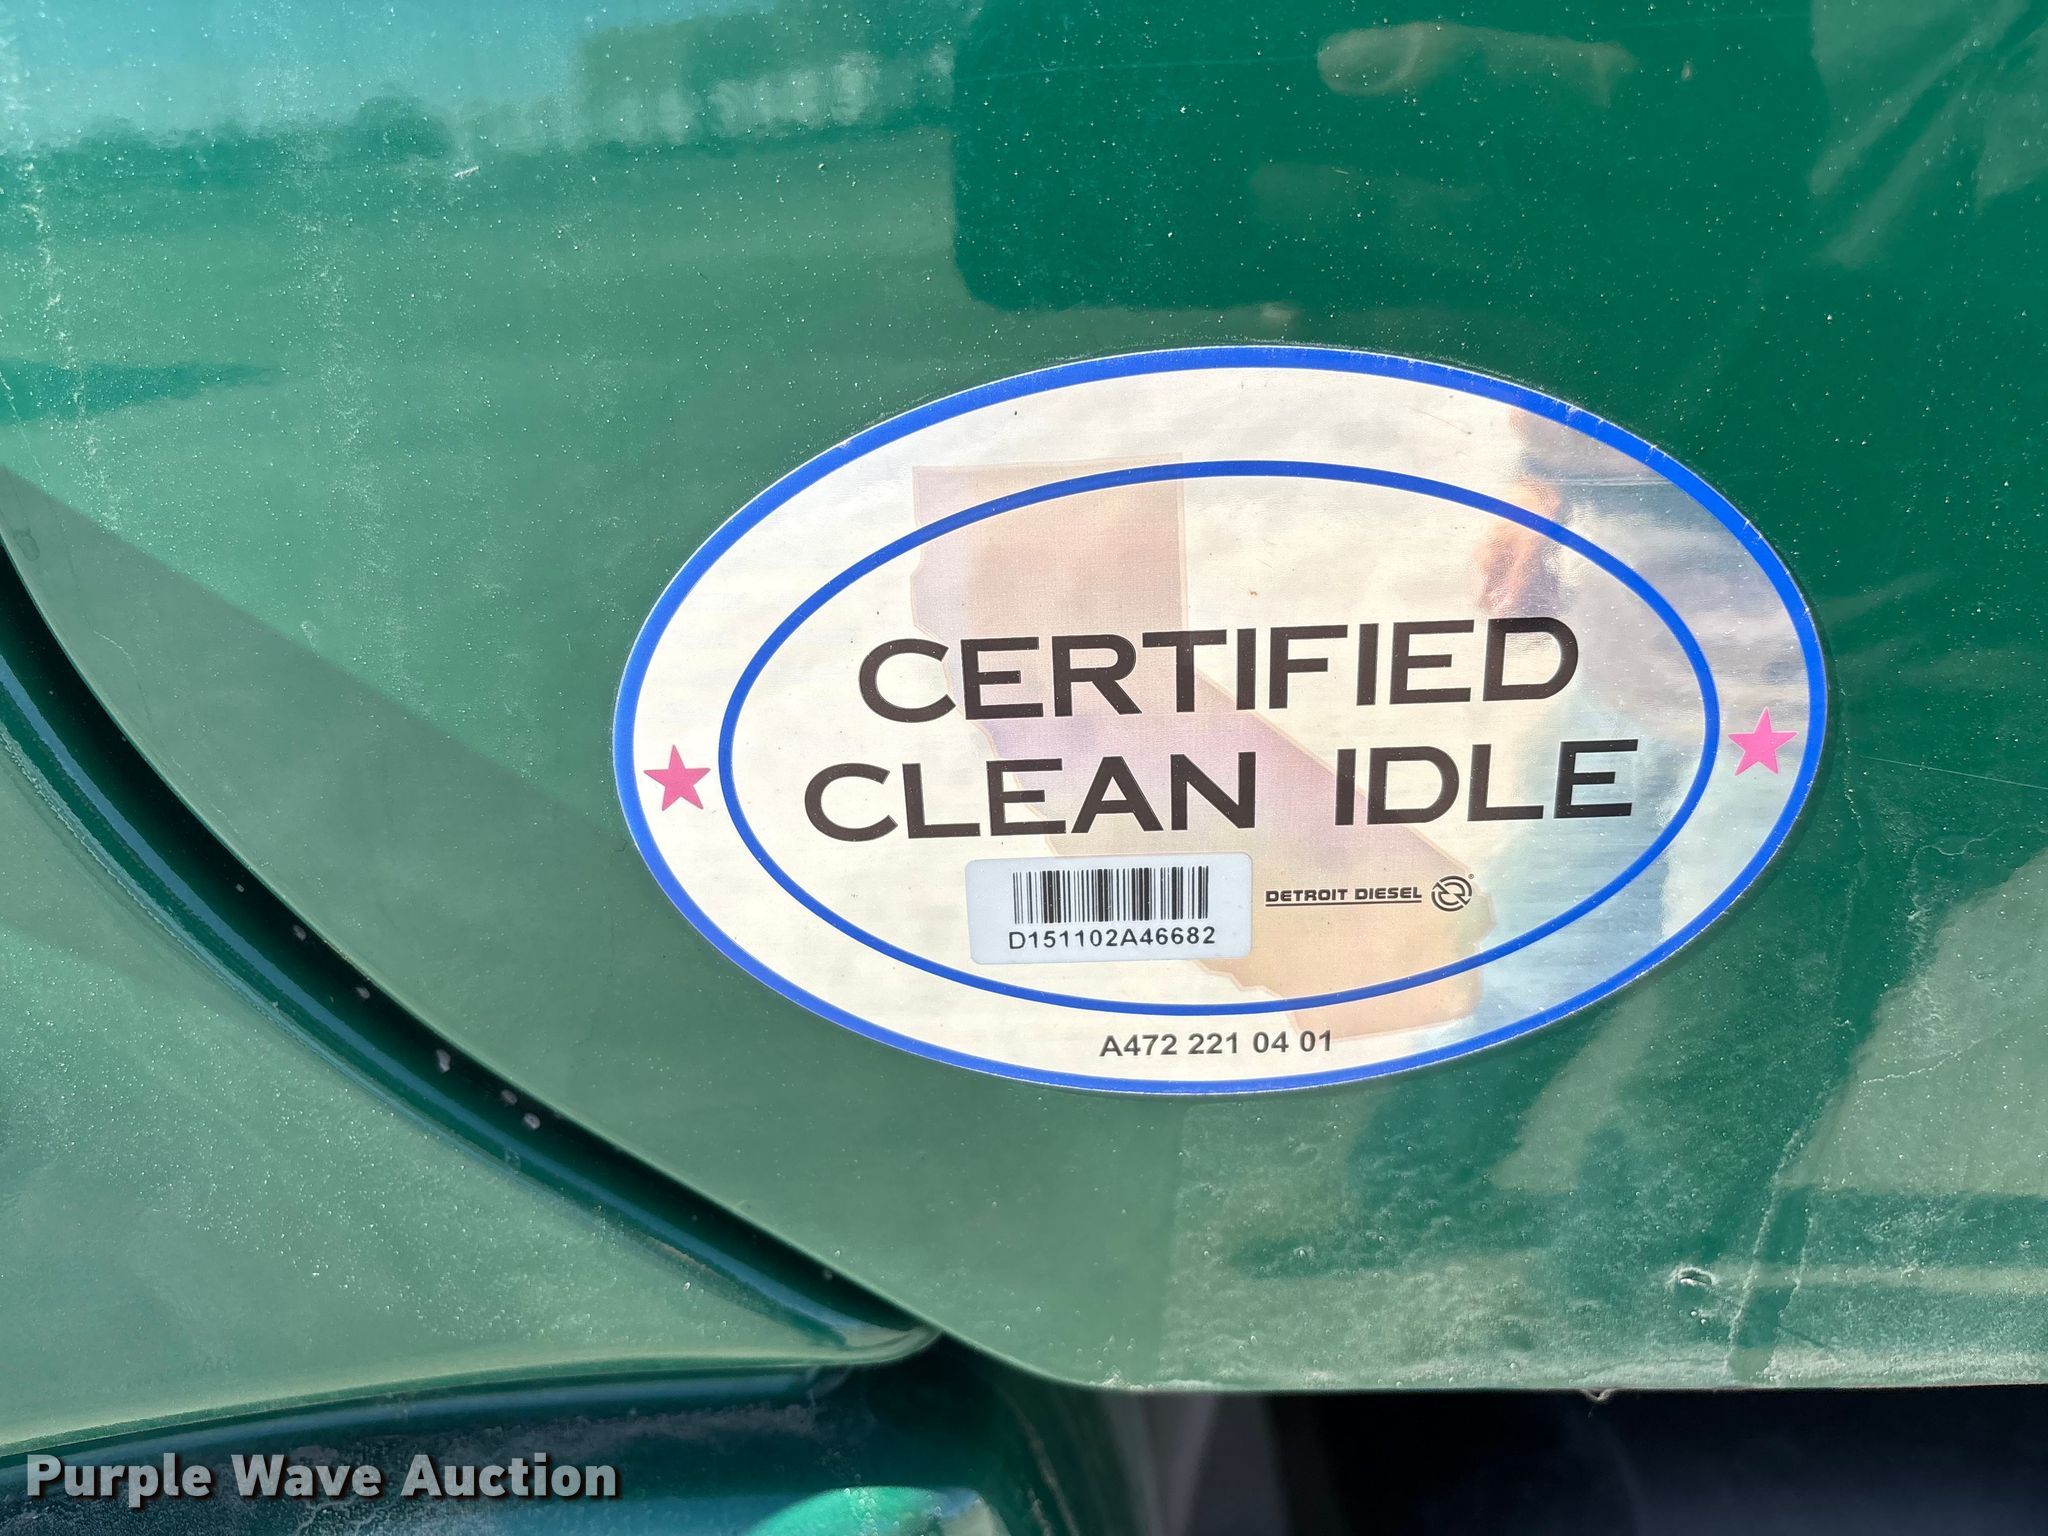 CERTIFIED
CLEAN IDLE
D151102A46682
DETROIT DIESEL
A472 221 04 01
Purple Wave Auction